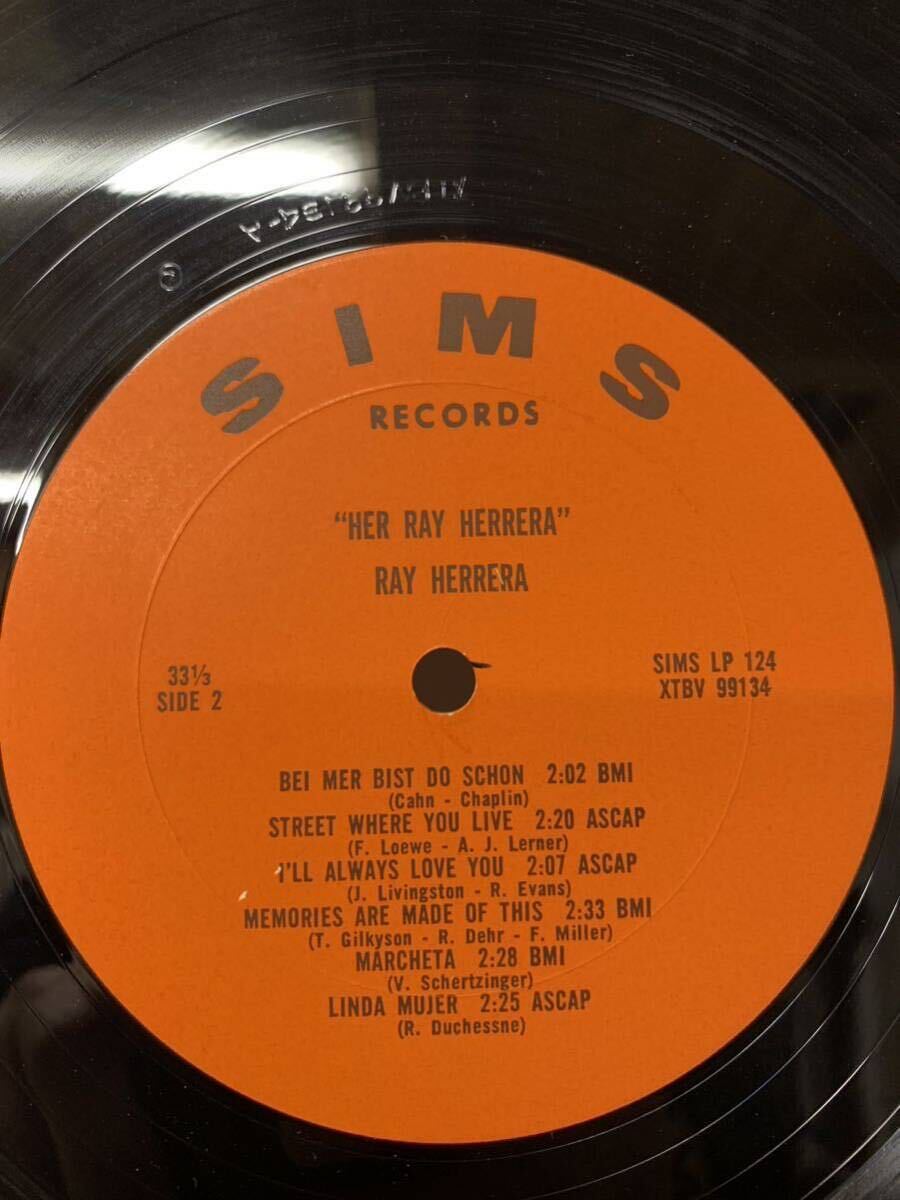 SIMS
RECORDS
"HER RAY HERRERA"
RAY HERRERA
33⅓
SIDE 2
SIMS LP 124
XTBV 99134
BEI MER BIST DO SCHON 2:02 BMI
(Cahn - Chaplin)
STREET WHERE YOU LIVE 2:20 ASCAP
(F. Loewe - A. J. Lerner)
I'LL ALWAYS LOVE YOU 2:07 ASCAP
(J. Livingston - R. Evans)
MEMORIES ARE MADE OF THIS 2:33 BMI
(T. Gilkyson - R. Dehr - F. Miller)
MARCHETA 2:28 BMI
(V. Schertzinger)
LINDA MUJER 2:25 ASCAP
(R. Duchessne)